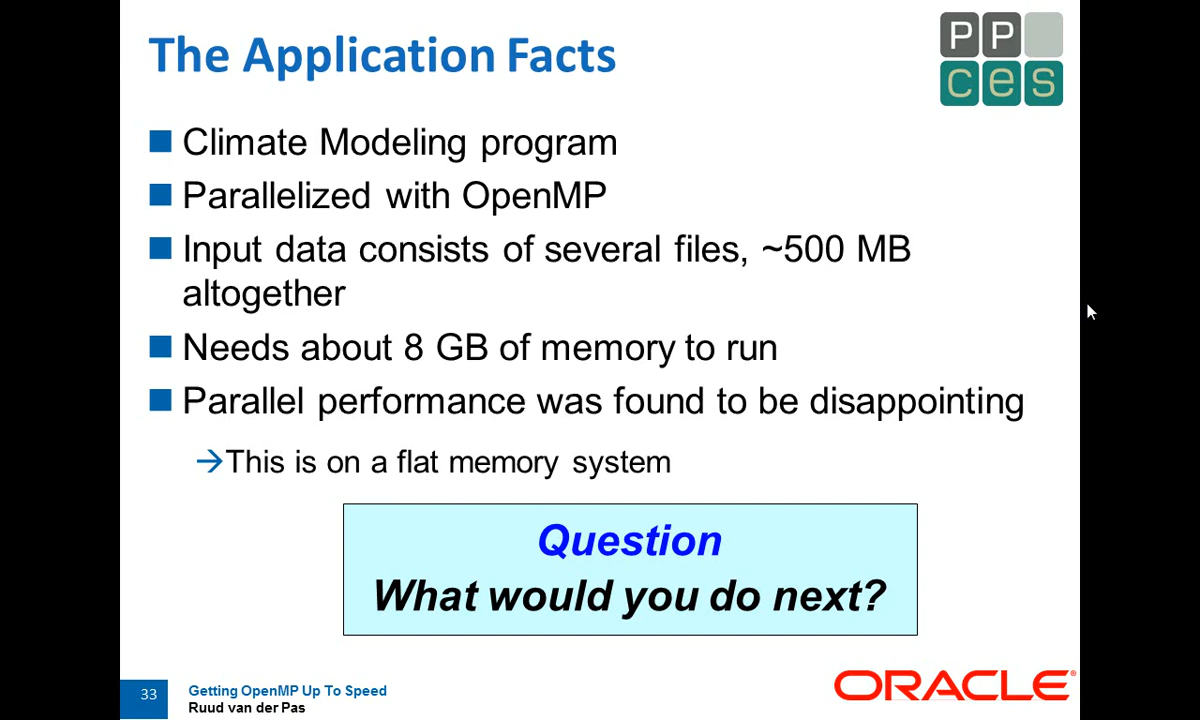 The Application Facts
PP
ces
Climate Modeling program
Parallelized with OpenMP
Input data consists of several files, ~500 MB
altogether
Needs about 8 GB of memory to run
Parallel performance was found to be disappointing
→This is on a flat memory system
Question
What would you do next?
33
Getting OpenMP Up To Speed
Ruud van der Pas
ORACLE®